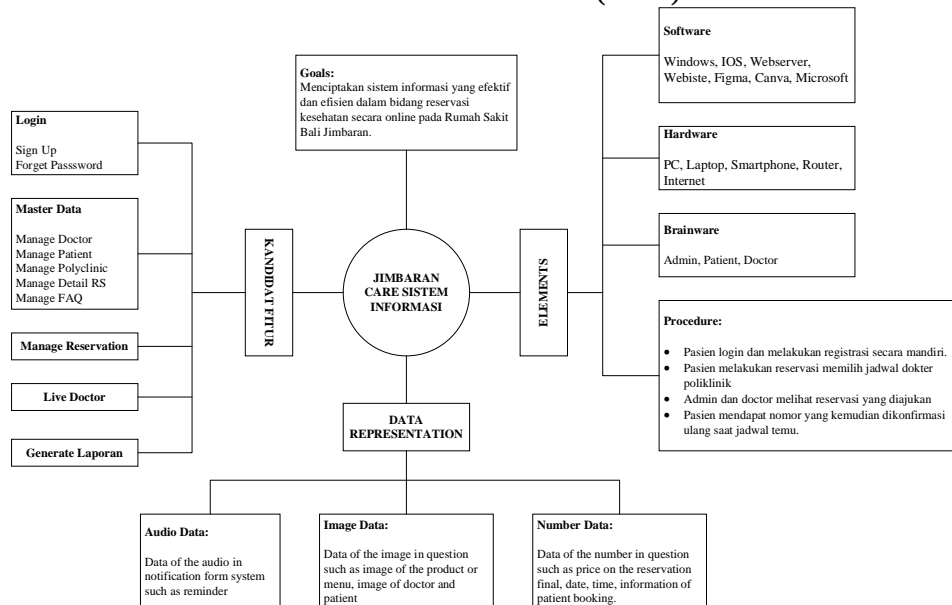 Goals:
Menciptakan sistem informasi yang efektif
dan efisien dalam bidang reservasi
kesehatan secara online pada Rumah Sakit
Bali Jimbaran.
Login
Sign Up
Forget Passsword
Master Data
Manage Doctor
Manage Patient
Manage Polyclinic
Manage Detail RS
Manage FAQ
Manage Reservation
Live Doctor
Generate Laporan
KANDIDAT FITUR
JIMBARAN
CARE SISTEM
INFORMASI
ELEMENTS
Software
Windows, IOS, Webserver,
Webiste, Figma, Canva, Microsoft
Hardware
PC, Laptop, Smartphone, Router,
Internet
Brainware
Admin, Patient, Doctor
Procedure:
• Pasien login dan melakukan registrasi secara mandiri.
• Pasien melakukan reservasi memilih jadwal dokter
poliklinik
• Admin dan doctor melihat reservasi yang diajukan
• Pasien mendapat nomor yang kemudian dikonfirmasi
ulang saat jadwal temu.
DATA
REPRESENTATION
Audio Data:
Data of the audio in
notification form system
such as reminder
Image Data:
Data of the image in question
such as image of the product or
menu, image of doctor and
patient
Number Data:
Data of the number in question
such as price on the reservation
final, date, time, information of
patient booking.